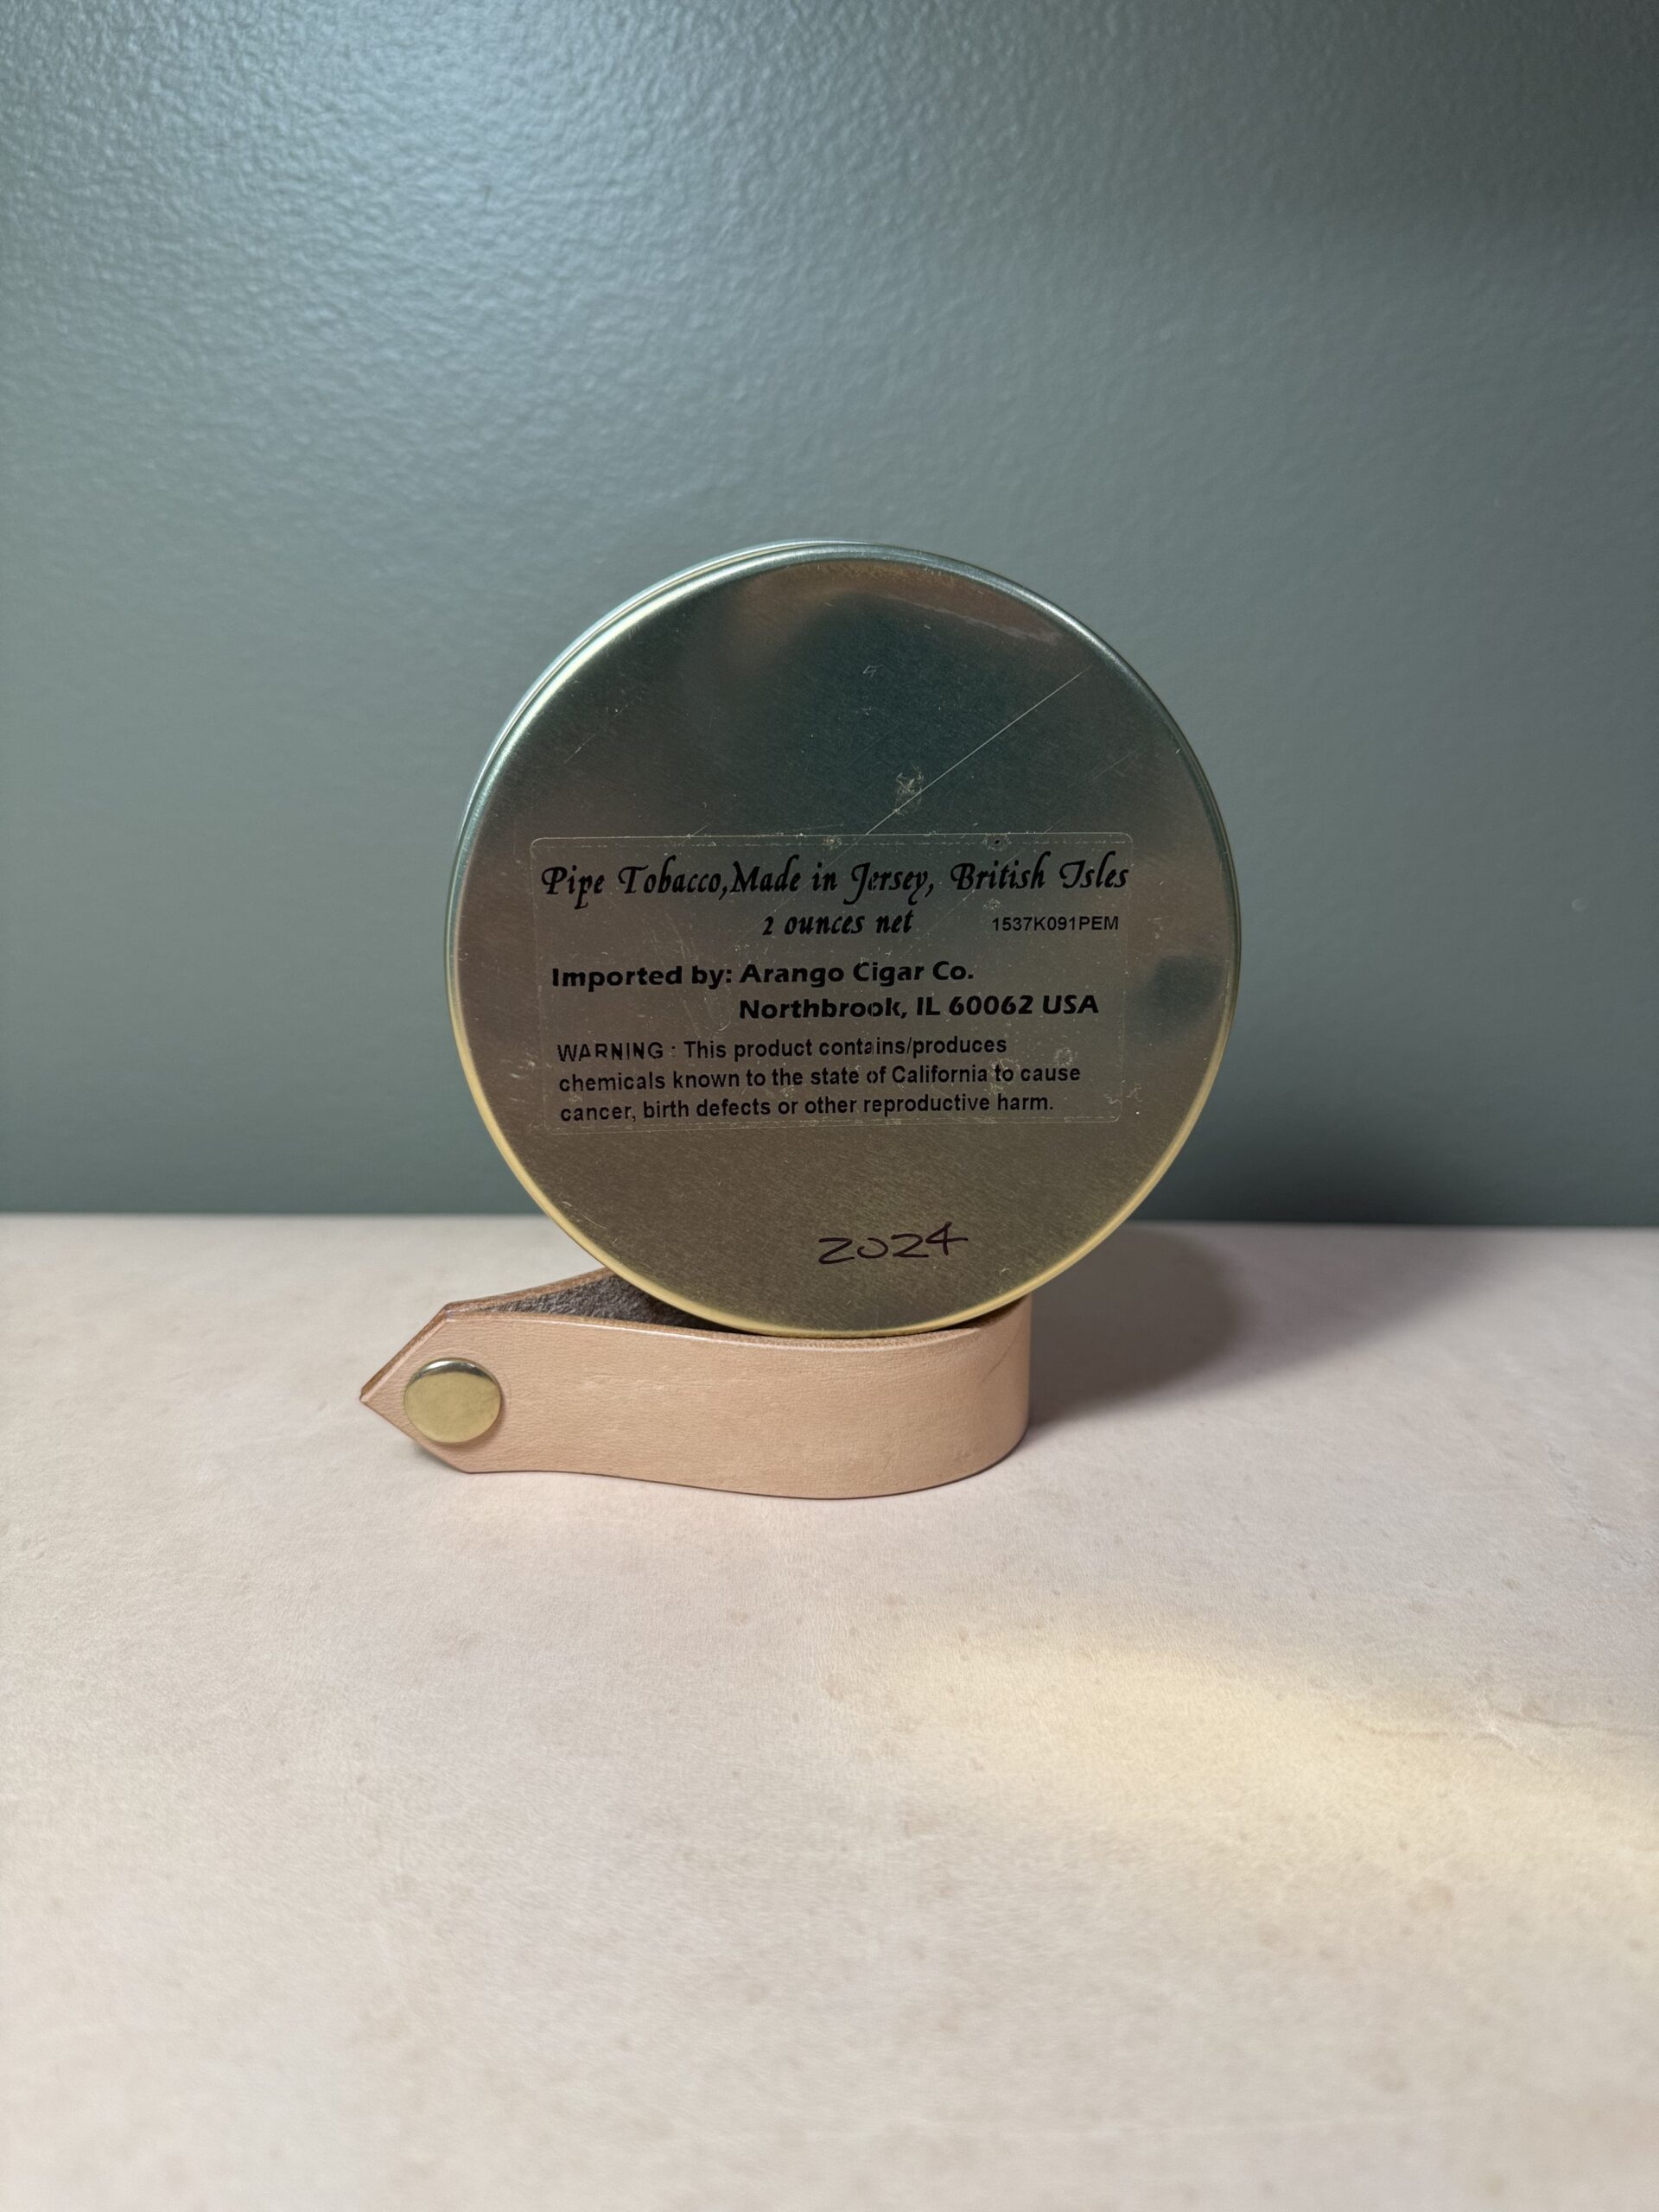 Pipe Tobacco,Made in Jersey, British Isles
2 ounces net 1537K091PEM
Imported by: Arango Cigar Co.
Northbrook, IL 60062 USA
WARNING : This product contains/produces
chemicals known to the state of California to cause
cancer, birth defects or other reproductive harm.
2024